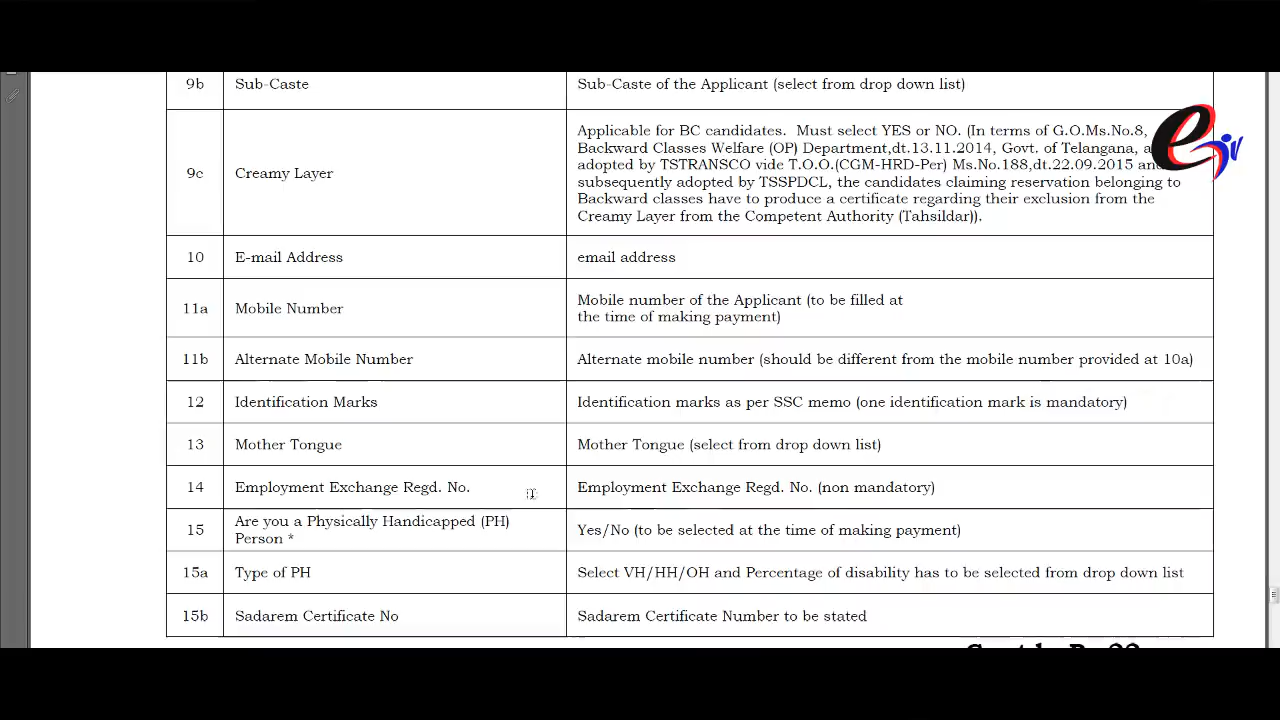 9b Sub-Caste Sub-Caste of the Applicant (select from drop down list)
9c Creamy Layer Applicable for BC candidates. Must select YES or NO. (In terms of G.O.Ms.No.8,
Backward Classes Welfare (OP) Department,dt.13.11.2014, Govt. of Telangana,
adopted by TSTRANSCO vide T.O.O.(CGM-HRD-Per) Ms.No.188,dt.22.09.2015
subsequently adopted by TSSPDCL, the candidates claiming reservation belonging to
Backward classes have to produce a certificate regarding their exclusion from the
Creamy Layer from the Competent Authority (Tahsildar)).
10 E-mail Address email address
11a Mobile Number Mobile number of the Applicant (to be filled at
the time of making payment)
11b Alternate Mobile Number Alternate mobile number (should be different from the mobile number provided at 10a)
12 Identification Marks Identification marks as per SSC memo (one identification mark is mandatory)
13 Mother Tongue Mother Tongue (select from drop down list)
14 Employment Exchange Regd. No. Employment Exchange Regd. No. (non mandatory)
15 Are you a Physically Handicapped (PH)
Person * Yes/No (to be selected at the time of making payment)
15a Type of PH Select VH/HH/OH and Percentage of disability has to be selected from drop down list
15b Sadarem Certificate No Sadarem Certificate Number to be stated